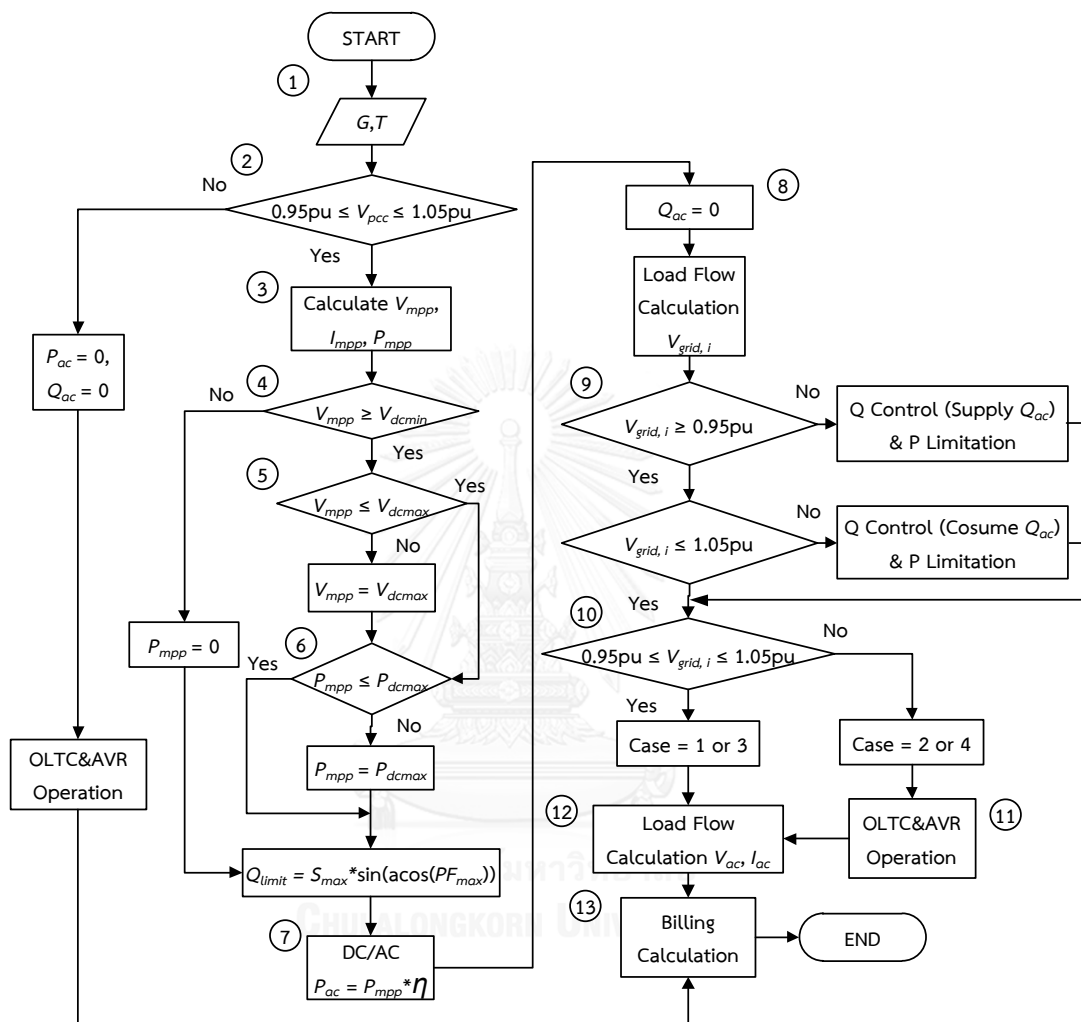 START
1
G,T
2
No
0.95pu ≤ Vpcc ≤ 1.05pu
Yes
3
Calculate Vmpp,
Impp, Pmpp
Pac = 0,
Qac = 0
4
No
Vmpp ≥ Vdcmin
Yes
5
Yes
Vmpp ≤ Vdcmax
No
Vmpp = Vdcmax
6
Pmpp = 0
Yes
Pmpp ≤ Pdcmax
No
Pmpp = Pdcmax
OLTC&AVR
Operation
Qlimit = Smax*sin(acos(PFmax))
7
DC/AC
Pac = Pmpp*η
8
Qac = 0
Load Flow
Calculation
Vgrid, i
9
No
Vgrid, i ≥ 0.95pu
Q Control (Supply Qac)
& P Limitation
Yes
No
Vgrid, i ≤ 1.05pu
Q Control (Cosume Qac)
& P Limitation
Yes
10
No
0.95pu ≤ Vgrid, i ≤ 1.05pu
Yes
Case = 1 or 3
Case = 2 or 4
12
Load Flow
Calculation Vac, Iac
11
OLTC&AVR
Operation
13
Billing
Calculation
END
CHULALONGKORN UNI